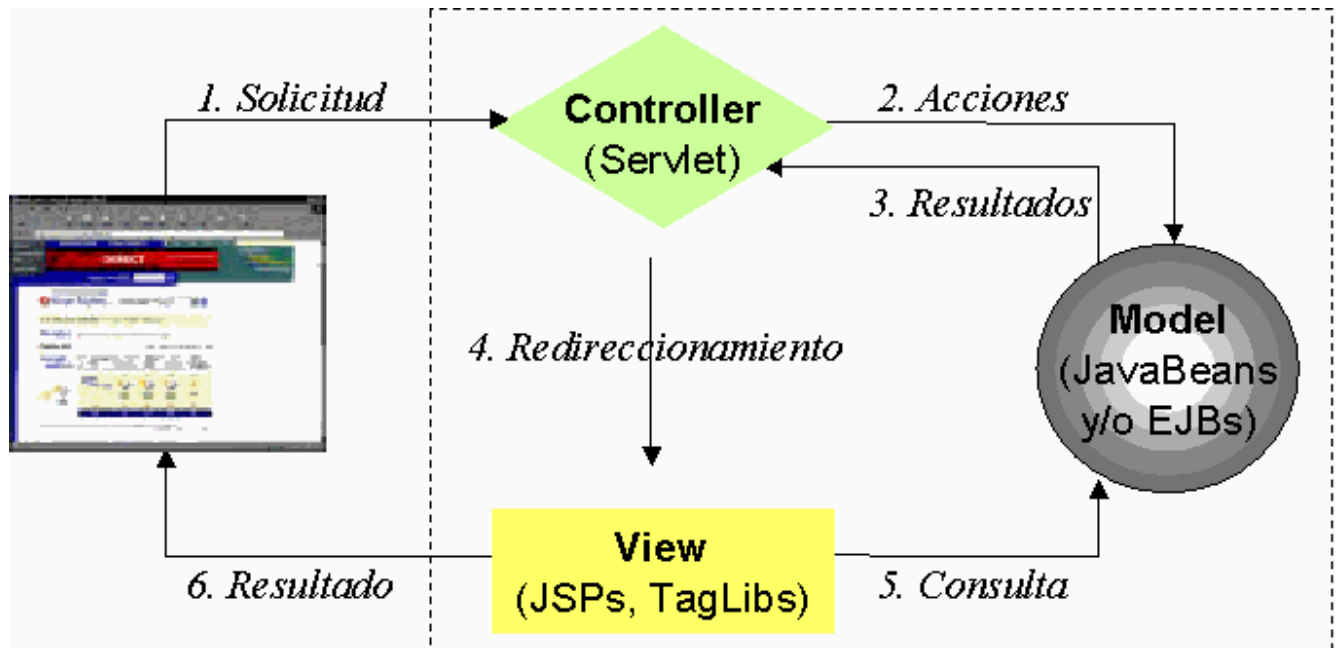 1. Solicitud
Controller
(Servlet)
2. Acciones
3. Resultados
DIRECT
Model
(JavaBeans
y/o EJBs)
4. Redireccionamiento
View
(JSPs, TagLibs)
5. Consulta
6. Resultado